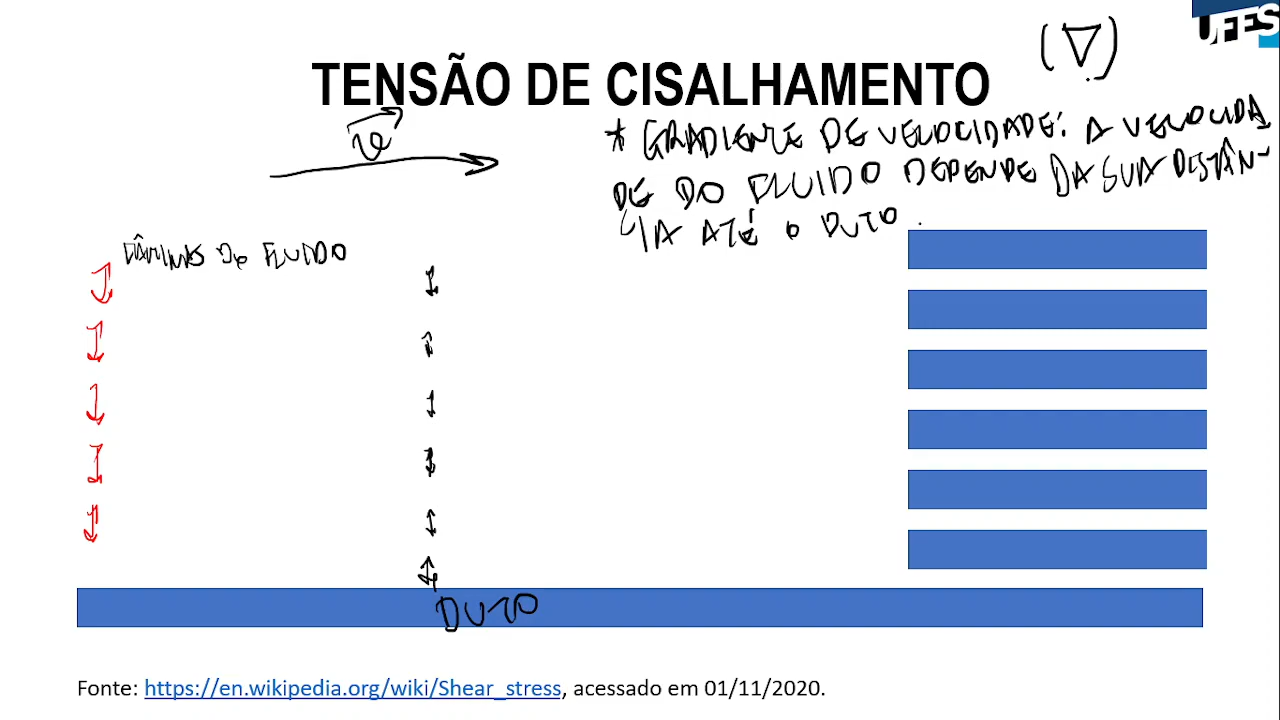 UFES
(∇)
TENSÃO DE CISALHAMENTO
v
* GRADIENTE DE VELOCIDADE: A VELOCIDA
DE DO FLUIDO DEPENDE DA SUA DISTÂN-
CIA ATÉ O DUTO.
LÂMINAS DE FLUIDO
DUTO
Fonte: https://en.wikipedia.org/wiki/Shear_stress, acessado em 01/11/2020.